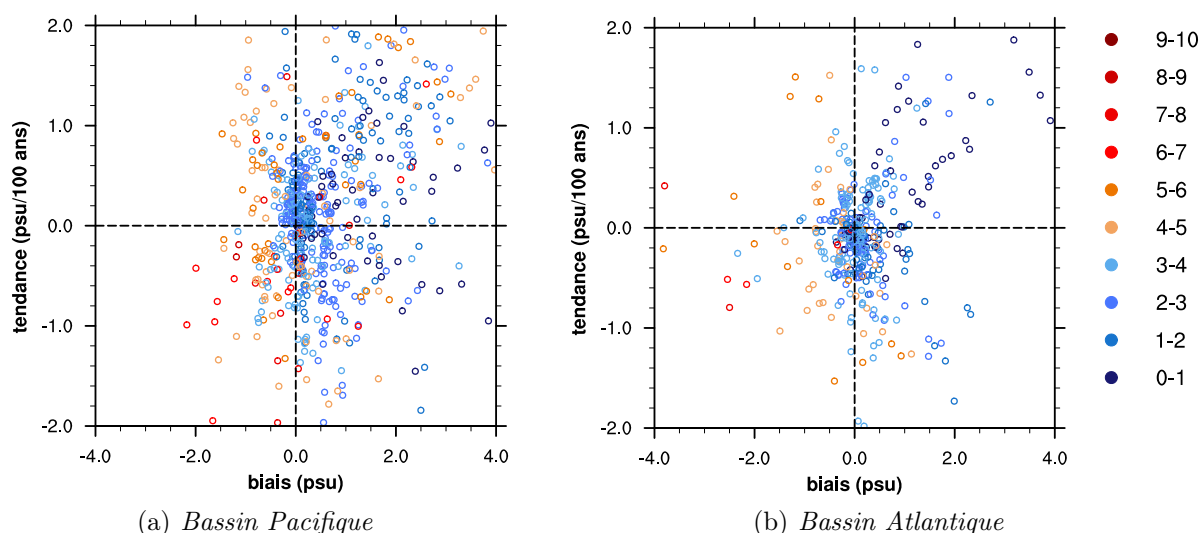 2.0
1.0
0.0
-1.0
-2.0
tendance (psu/100 ans)
-4.0 -2.0 0.0 2.0 4.0
biais (psu)
(a) Bassin Pacifique
2.0
1.0
0.0
-1.0
-2.0
tendance (psu/100 ans)
-4.0 -2.0 0.0 2.0 4.0
biais (psu)
(b) Bassin Atlantique
9-10
8-9
7-8
6-7
5-6
4-5
3-4
2-3
1-2
0-1